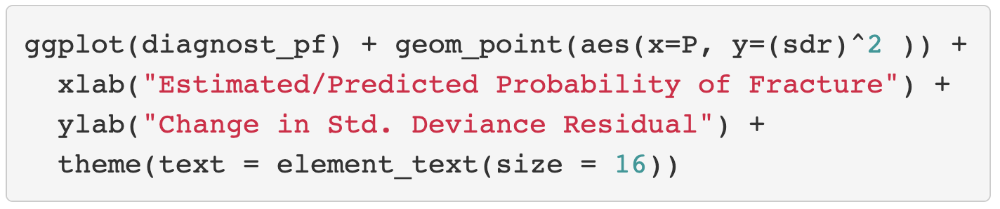 ggplot(diagnost_pf) + geom_point(aes(x=P, y=(sdr)^2 )) +
  xlab("Estimated/Predicted Probability of Fracture") +
  ylab("Change in Std. Deviance Residual") +
  theme(text = element_text(size = 16))